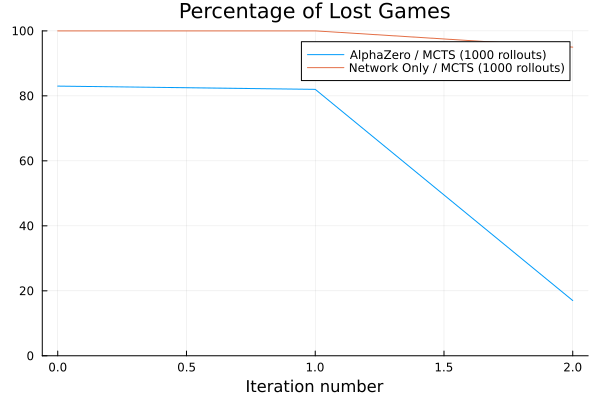 Percentage of Lost Games
100
AlphaZero / MCTS (1000 rollouts)
Network Only / MCTS (1000 rollouts)
80
60
40
20
0
0.0 0.5 1.0 1.5 2.0
Iteration number